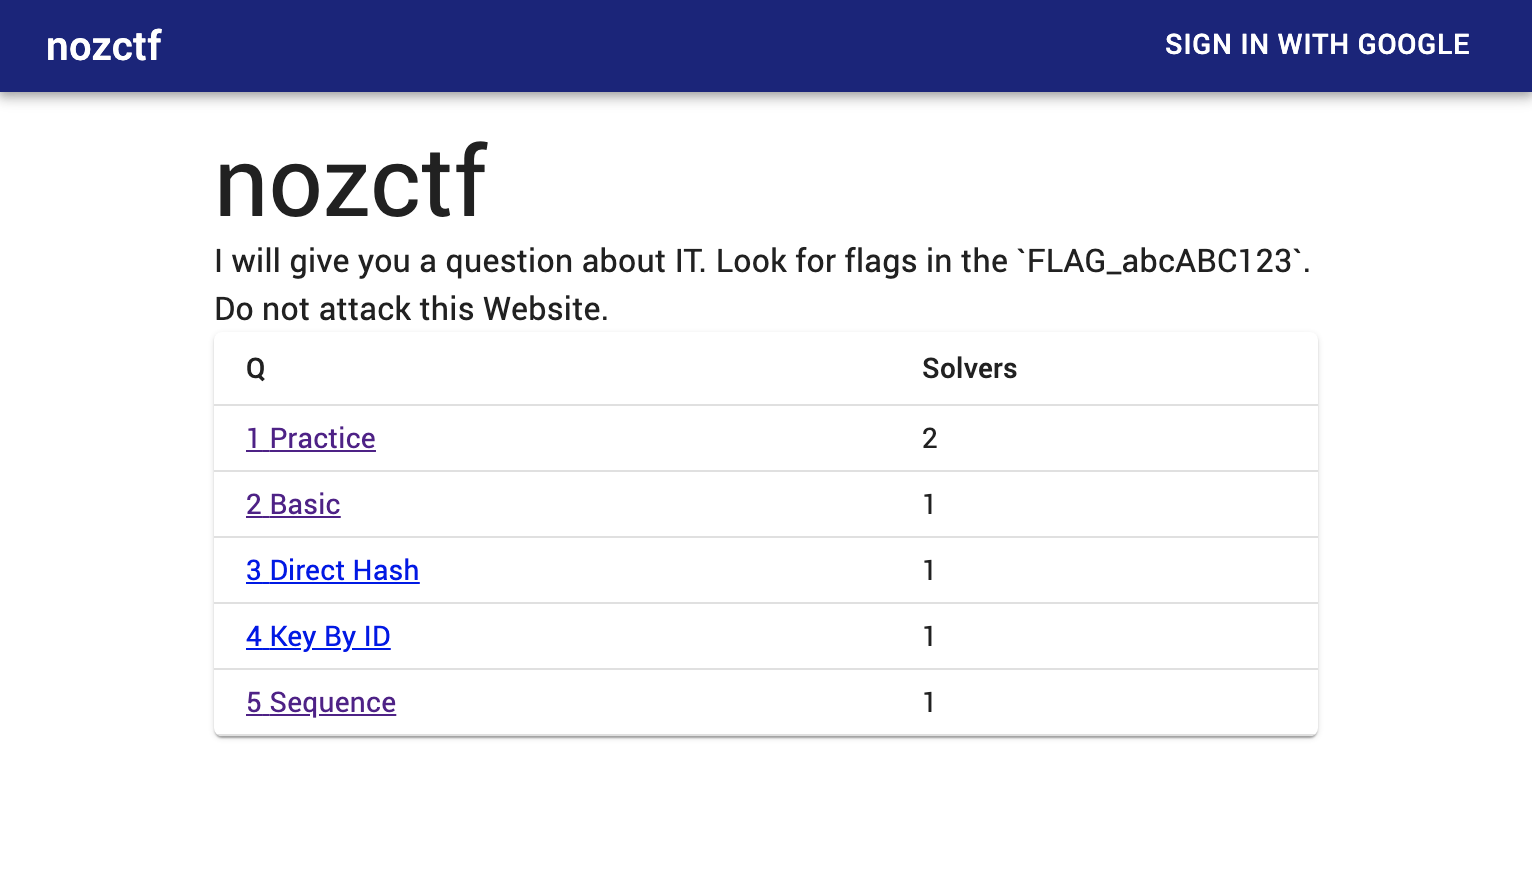 nozctf
SIGN IN WITH GOOGLE
nozctf
I will give you a question about IT. Look for flags in the `FLAG_abcABC123`.
Do not attack this Website.
Q Solvers
1 Practice 2
2 Basic 1
3 Direct Hash 1
4 Key By ID 1
5 Sequence 1